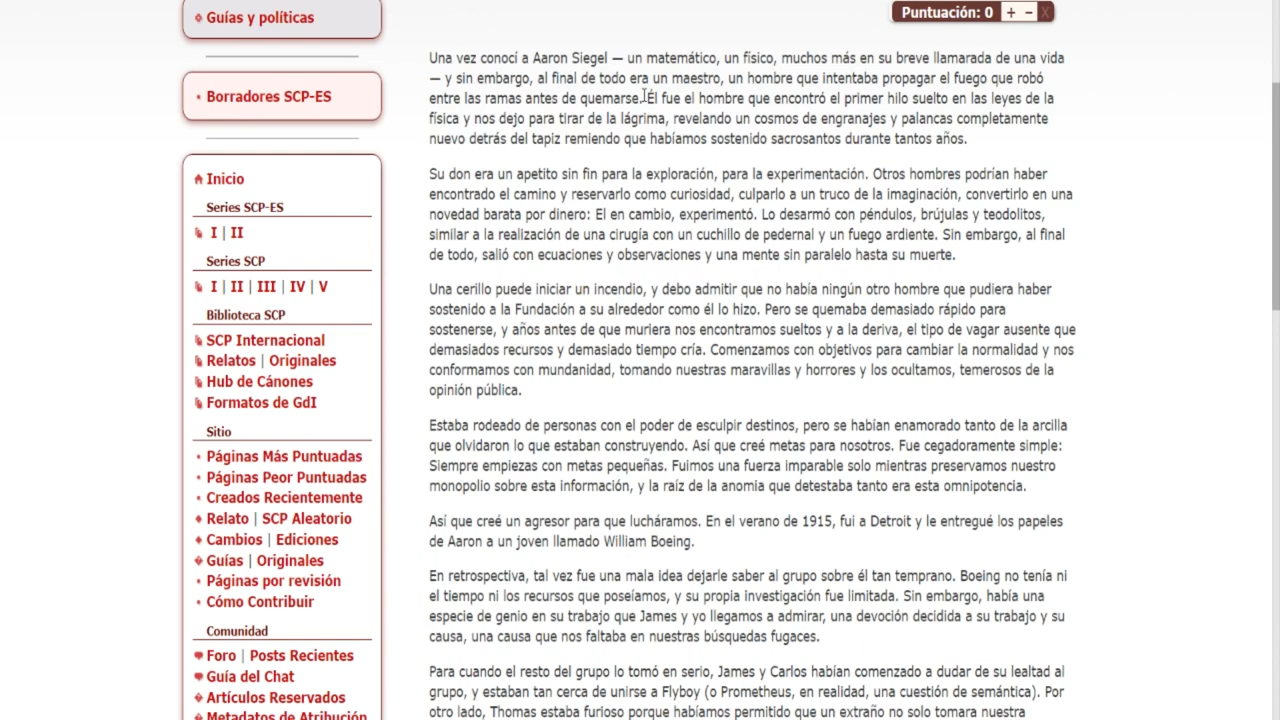 Guías y políticas
Borradores SCP-ES
Inicio
Series SCP-ES
I | II
Series SCP
I | II | III | IV | V
Biblioteca SCP
SCP Internacional
Relatos | Originales
Hub de Cánones
Formatos de GdI
Sitio
Páginas Más Puntuadas
Páginas Peor Puntuadas
Creados Recientemente
Relato | SCP Aleatorio
Cambios | Ediciones
Guías | Originales
Páginas por revisión
Cómo Contribuir
Comunidad
Foro | Posts Recientes
Guía del Chat
Artículos Reservados
Metadatos de Atribución
Puntuación: 0 + − X
Una vez conocí a Aaron Siegel — un matemático, un físico, muchos más en su breve llamarada de una vida
— y sin embargo, al final de todo era un maestro, un hombre que intentaba propagar el fuego que robó
entre las ramas antes de quemarse. Él fue el hombre que encontró el primer hilo suelto en las leyes de la
física y nos dejo para tirar de la lágrima, revelando un cosmos de engranajes y palancas completamente
nuevo detrás del tapiz remiendo que habíamos sostenido sacrosantos durante tantos años.
Su don era un apetito sin fin para la exploración, para la experimentación. Otros hombres podrían haber
encontrado el camino y reservarlo como curiosidad, culparlo a un truco de la imaginación, convertirlo en una
novedad barata por dinero: El en cambio, experimentó. Lo desarmó con péndulos, brújulas y teodolitos,
similar a la realización de una cirugía con un cuchillo de pedernal y un fuego ardiente. Sin embargo, al final
de todo, salió con ecuaciones y observaciones y una mente sin paralelo hasta su muerte.
Una cerillo puede iniciar un incendio, y debo admitir que no había ningún otro hombre que pudiera haber
sostenido a la Fundación a su alrededor como él lo hizo. Pero se quemaba demasiado rápido para
sostenerse, y años antes de que muriera nos encontramos sueltos y a la deriva, el tipo de vagar ausente que
demasiados recursos y demasiado tiempo cría. Comenzamos con objetivos para cambiar la normalidad y nos
conformamos con mundanidad, tomando nuestras maravillas y horrores y los ocultamos, temerosos de la
opinión pública.
Estaba rodeado de personas con el poder de esculpir destinos, pero se habían enamorado tanto de la arcilla
que olvidaron lo que estaban construyendo. Así que creé metas para nosotros. Fue cegadoramente simple:
Siempre empiezas con metas pequeñas. Fuimos una fuerza imparable solo mientras preservamos nuestro
monopolio sobre esta información, y la raíz de la anomia que detestaba tanto era esta omnipotencia.
Así que creé un agresor para que lucháramos. En el verano de 1915, fui a Detroit y le entregué los papeles
de Aaron a un joven llamado William Boeing.
En retrospectiva, tal vez fue una mala idea dejarle saber al grupo sobre él tan temprano. Boeing no tenía ni
el tiempo ni los recursos que poseíamos, y su propia investigación fue limitada. Sin embargo, había una
especie de genio en su trabajo que James y yo llegamos a admirar, una devoción decidida a su trabajo y su
causa, una causa que nos faltaba en nuestras búsquedas fugaces.
Para cuando el resto del grupo lo tomó en serio, James y Carlos habían comenzado a dudar de su lealtad al
grupo, y estaban tan cerca de unirse a Flyboy (o Prometheus, en realidad, una cuestión de semántica). Por
otro lado, Thomas estaba furioso porque habíamos permitido que un extraño no solo tomara nuestra